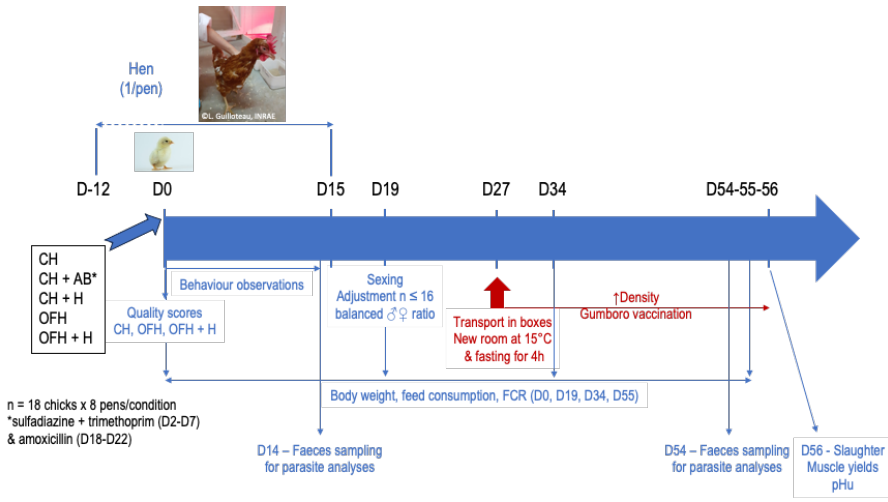 Hen
(1/pen)
©L. Guilloteau, INRAE
D-12
D0
D15
D19
D27
D34
D54-55-56
CH
CH + AB*
CH + H
OFH
OFH + H
Behaviour observations
Quality scores
CH, OFH, OFH + H
Sexing
Adjustment n ≤ 16
balanced ♂♀ ratio
Transport in boxes
New room at 15°C
& fasting for 4h
↑Density
Gumboro vaccination
Body weight, feed consumption, FCR (D0, D19, D34, D55)
n = 18 chicks x 8 pens/condition
*sulfadiazine + trimethoprim (D2-D7)
& amoxicillin (D18-D22)
D14 – Faeces sampling
for parasite analyses
D54 – Faeces sampling
for parasite analyses
D56 - Slaughter
Muscle yields
pHu